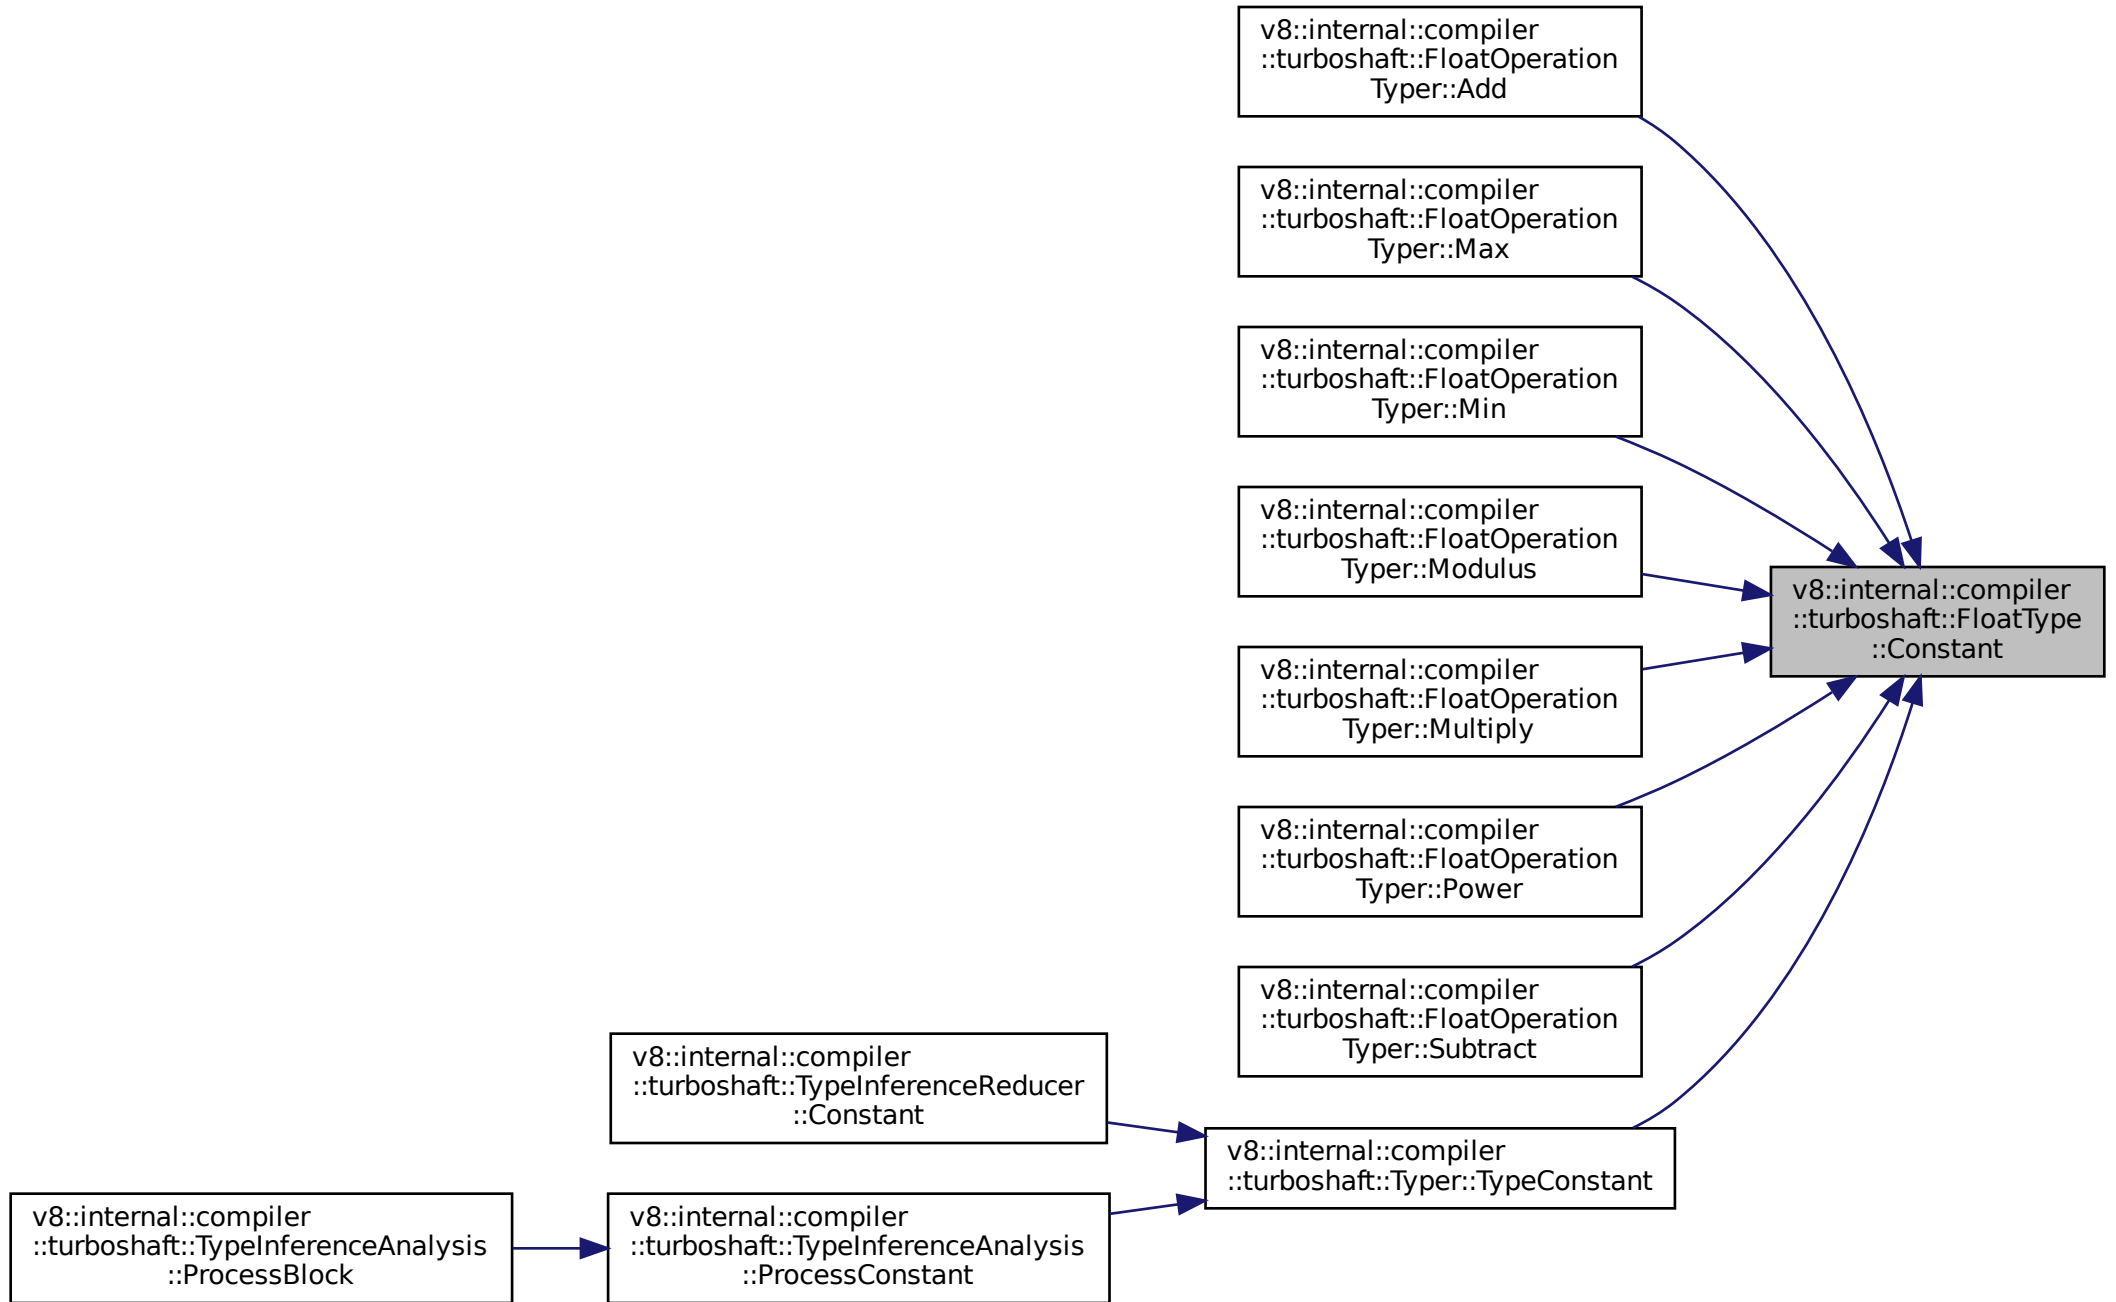 v8::internal::compiler
::turboshaft::FloatOperation
Typer::Add
v8::internal::compiler
::turboshaft::FloatOperation
Typer::Max
v8::internal::compiler
::turboshaft::FloatOperation
Typer::Min
v8::internal::compiler
::turboshaft::FloatOperation
Typer::Modulus
v8::internal::compiler
::turboshaft::FloatType
::Constant
v8::internal::compiler
::turboshaft::FloatOperation
Typer::Multiply
v8::internal::compiler
::turboshaft::FloatOperation
Typer::Power
v8::internal::compiler
::turboshaft::FloatOperation
Typer::Subtract
v8::internal::compiler
::turboshaft::TypeInferenceReducer
::Constant
v8::internal::compiler
::turboshaft::Typer::TypeConstant
v8::internal::compiler
::turboshaft::TypeInferenceAnalysis
::ProcessBlock
v8::internal::compiler
::turboshaft::TypeInferenceAnalysis
::ProcessConstant